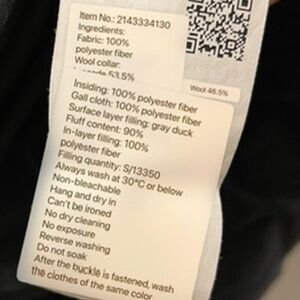 Item No.: 2143334130
Ingredients:
Fabric: 100%
polyester fiber
Wool collar:
53.5%
Wool 46.5%
Insiding: 100% polyester fiber
Gall cloth: 100% polyester fiber
Surface layer filling: gray duck
Fluff content: 90%
In-layer filling: 100%
polyester fiber
Filling quantity: S/13350
Always wash at 30°C or below
Non-bleachable
Hang and dry in
Can't be ironed
No dry cleaning
No exposure
Reverse washing
Do not soak
After the buckle is fastened, wash
the clothes of the same color